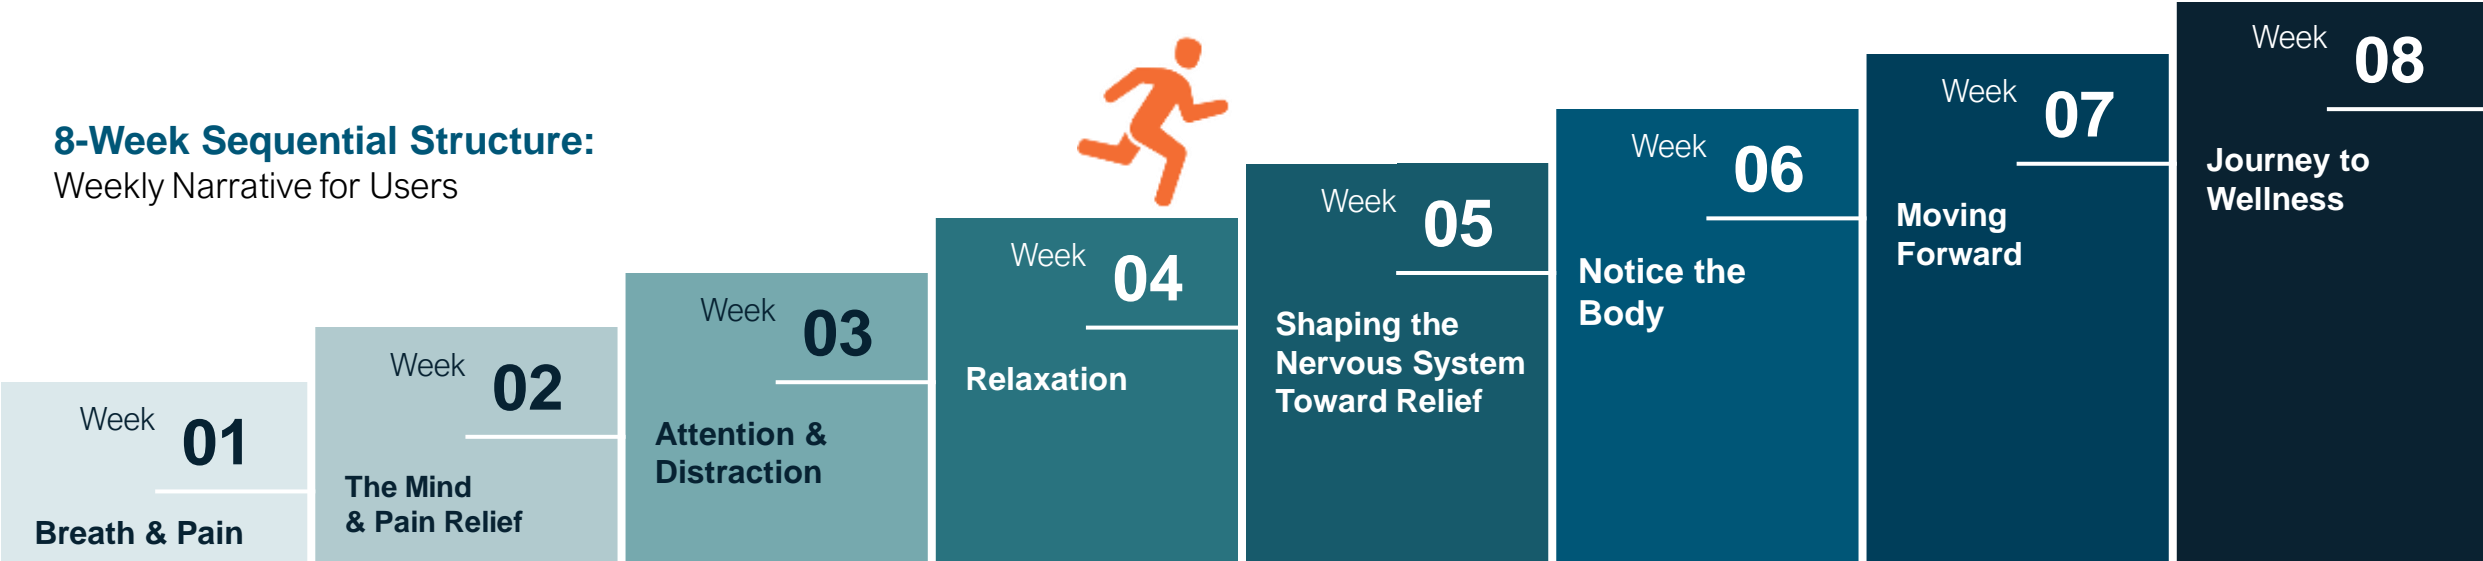 8-Week Sequential Structure:
Weekly Narrative for Users
Week 01
Breath & Pain
Week 02
The Mind
& Pain Relief
Week 03
Attention &
Distraction
Week 04
Relaxation
Week 05
Shaping the
Nervous System
Toward Relief
Week 06
Notice the
Body
Week 07
Moving
Forward
Week 08
Journey to
Wellness